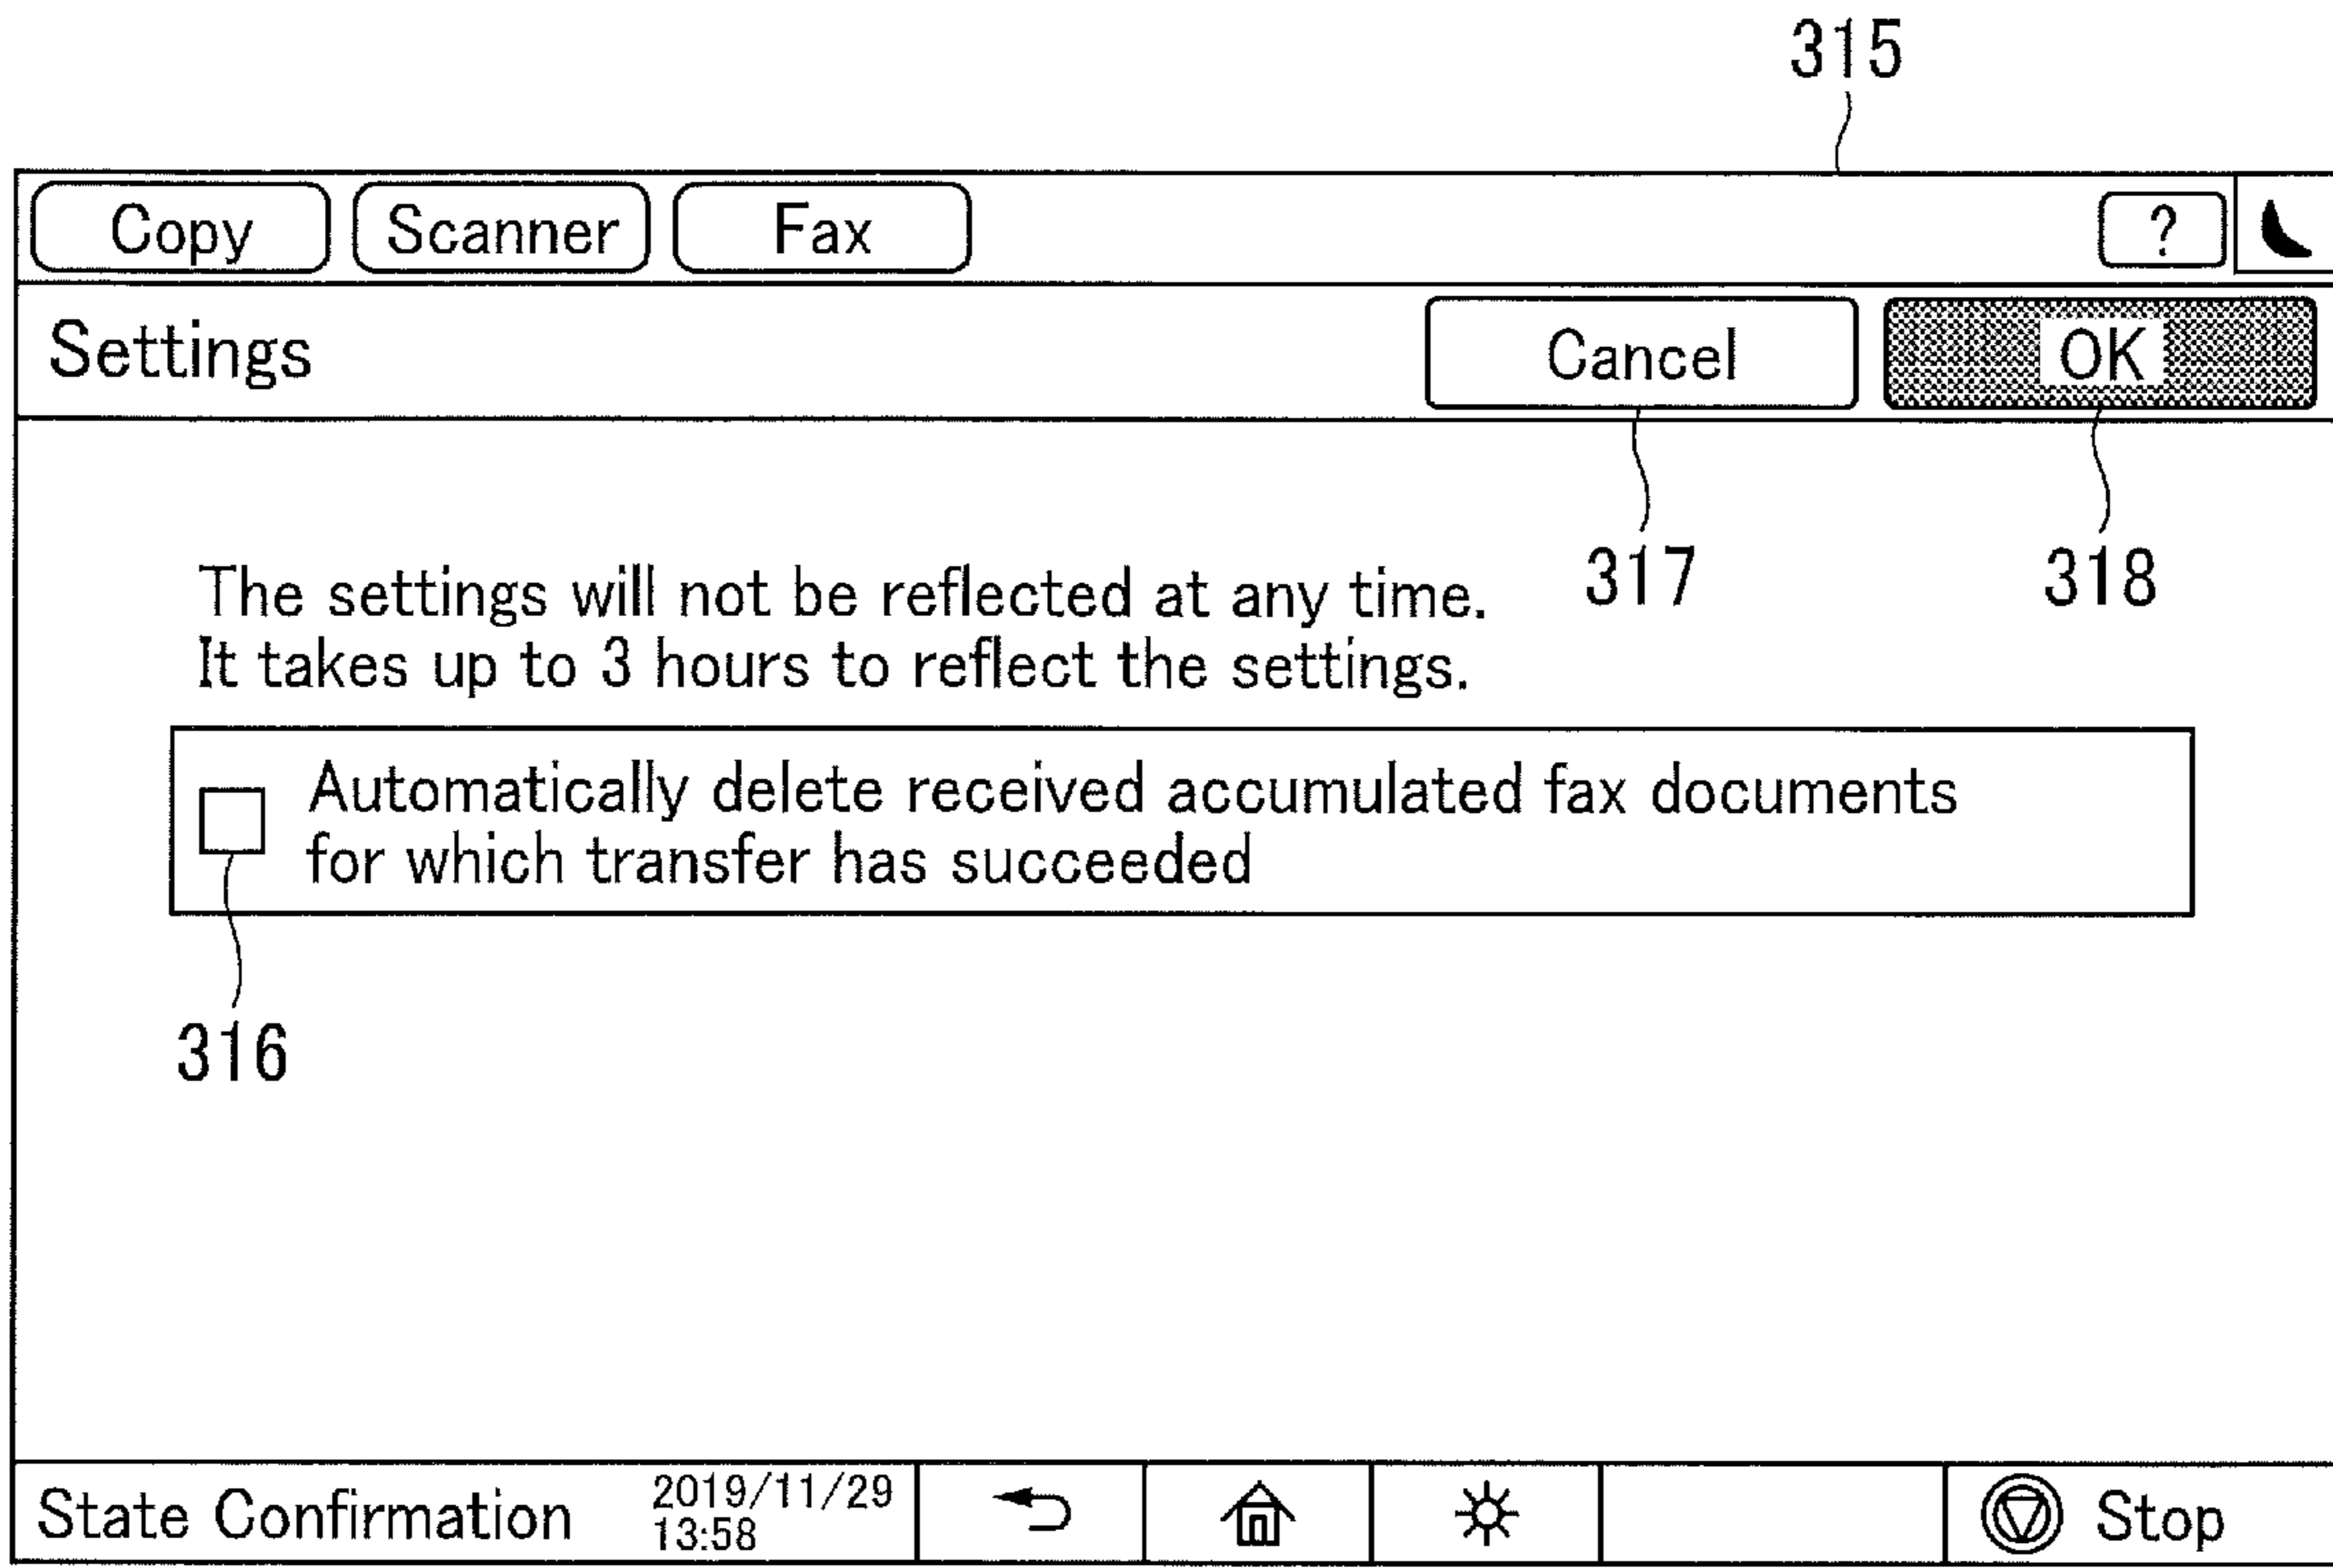 315
Copy Scanner Fax ?
Settings Cancel OK
317 318
The settings will not be reflected at any time.
It takes up to 3 hours to reflect the settings.
Automatically delete received accumulated fax documents
for which transfer has succeeded
316
State Confirmation 2019/11/29
13:58
Stop